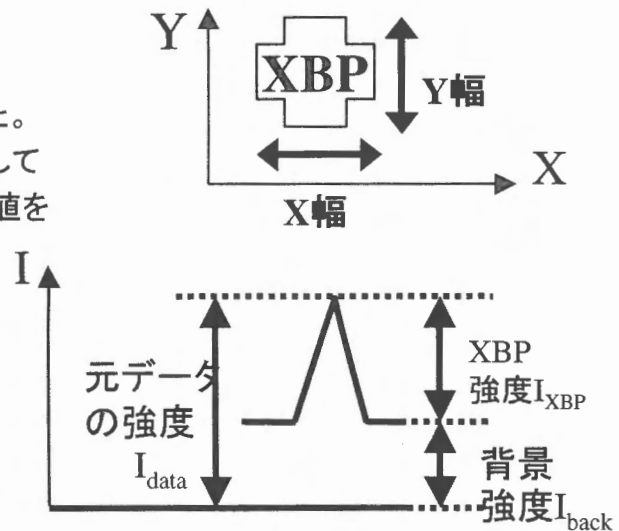 Y
XBP
Y幅
X
X幅
と。
して
値を
I
元データ
の強度
I_data
XBP
強度I_XBP
背景
強度I_back